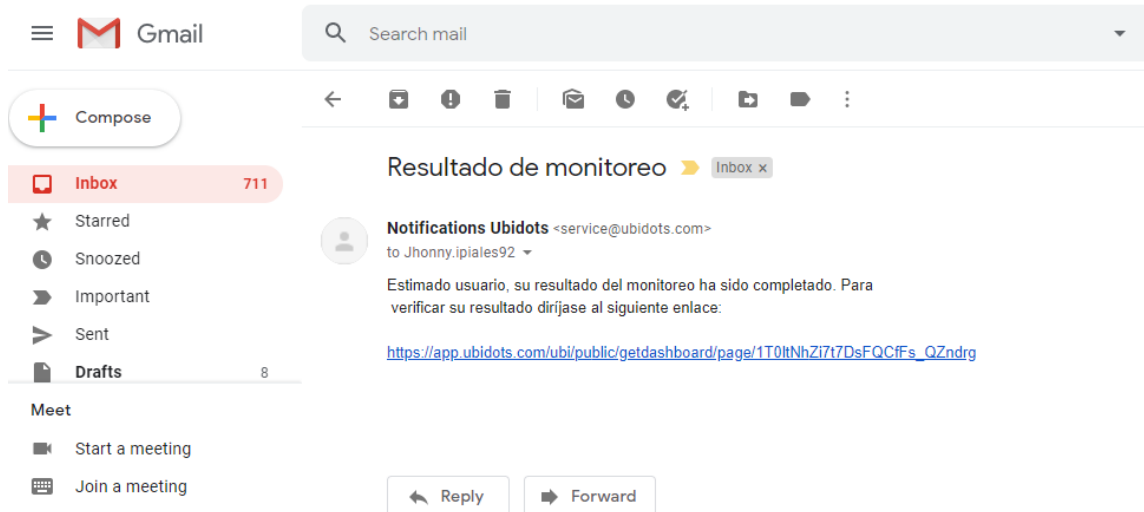 Gmail
Search mail
Compose
Inbox 711
Starred
Snoozed
Important
Sent
Drafts 8
Meet
Start a meeting
Join a meeting
Resultado de monitoreo Inbox x
Notifications Ubidots <service@ubidots.com>
to Jhonny.ipiales92
Estimado usuario, su resultado del monitoreo ha sido completado. Para
verificar su resultado diríjase al siguiente enlace:
https://app.ubidots.com/ubi/public/getdashboard/page/1T0ltNhZi7t7DsFQCfFs_QZndrg
Reply
Forward